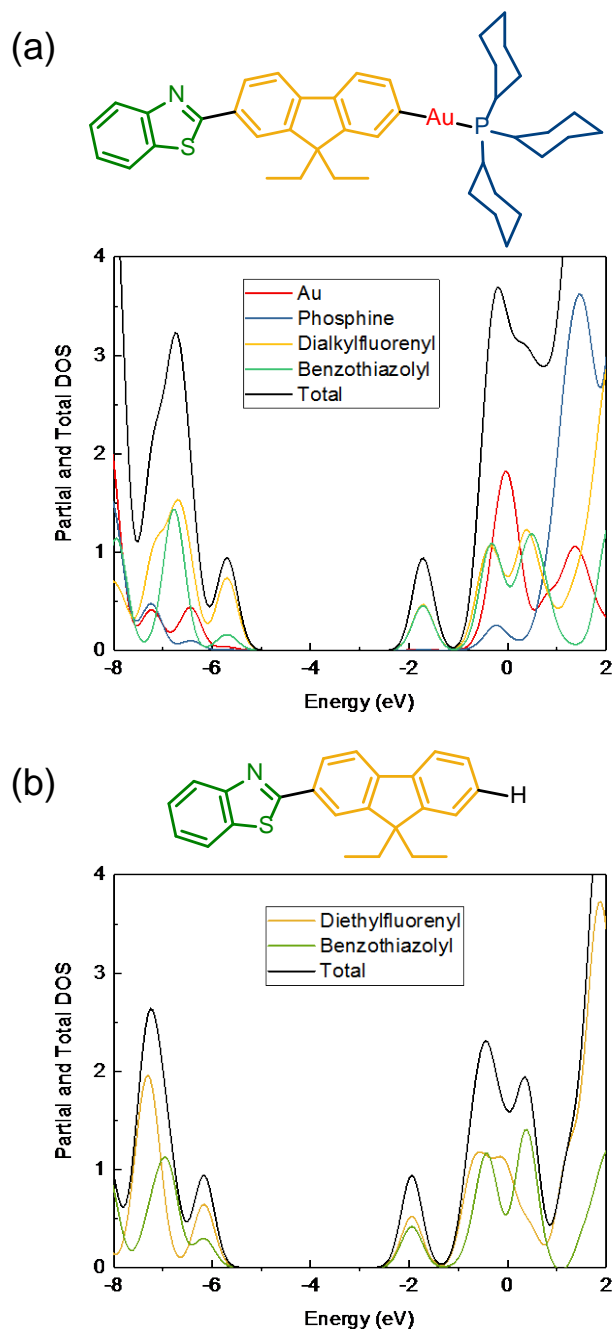 (a)
N
S
Au
P
4
3
2
1
0
Partial and Total DOS
Au
Phosphine
Dialkylfluorenyl
Benzothiazolyl
Total
-8 -6 -4 -2 0 2
Energy (eV)
(b)
N
S
H
4
3
2
1
0
Partial and Total DOS
Diethylfluorenyl
Benzothiazolyl
Total
-8 -6 -4 -2 0 2
Energy (eV)